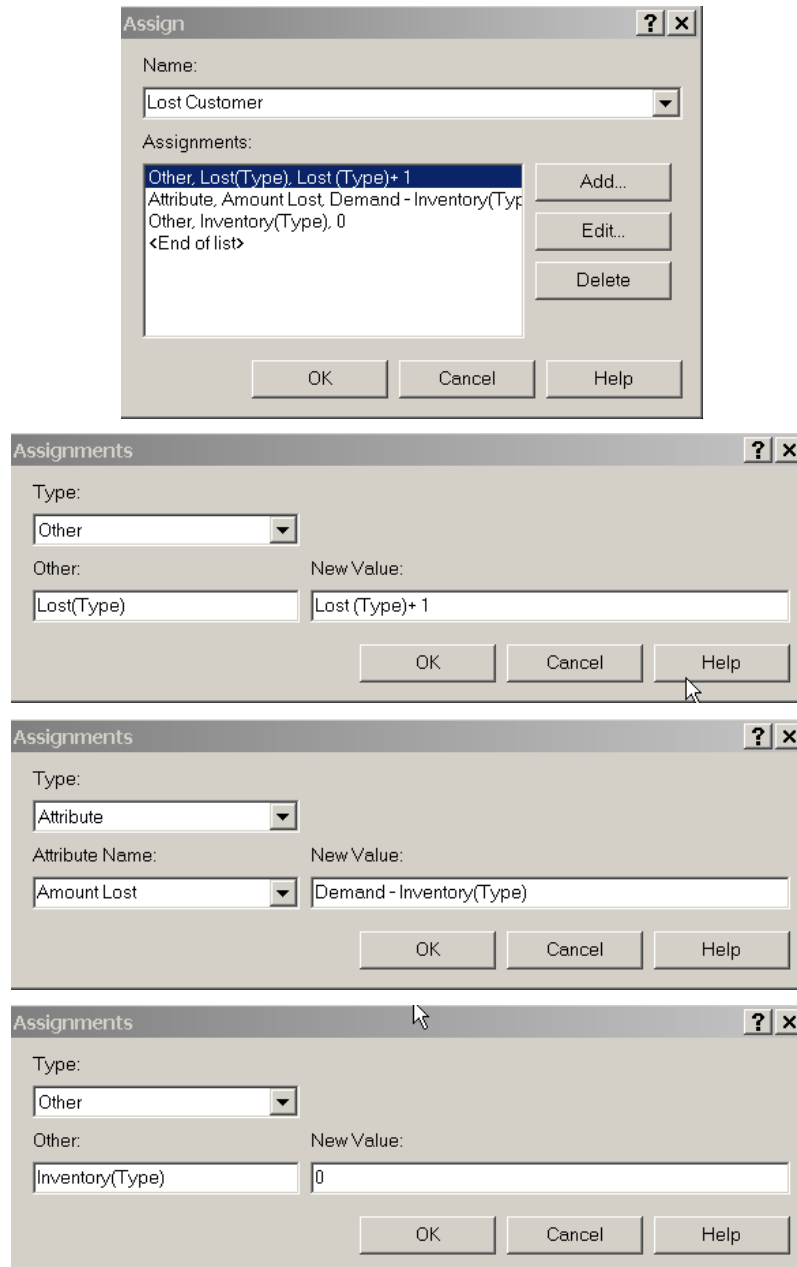 Assign ? ×
Name:
Lost Customer
Assignments:
Other, Lost(Type), Lost (Type)+ 1
Attribute, Amount Lost, Demand - Inventory(Typ
Other, Inventory(Type), 0
<End of list>
Add...
Edit...
Delete
OK Cancel Help
Assignments ? ×
Type:
Other
Other: New Value:
Lost(Type) Lost (Type)+ 1
OK Cancel Help
Assignments ? ×
Type:
Attribute
Attribute Name: New Value:
Amount Lost Demand - Inventory(Type)
OK Cancel Help
Assignments ? ×
Type:
Other
Other: New Value:
Inventory(Type) 0
OK Cancel Help